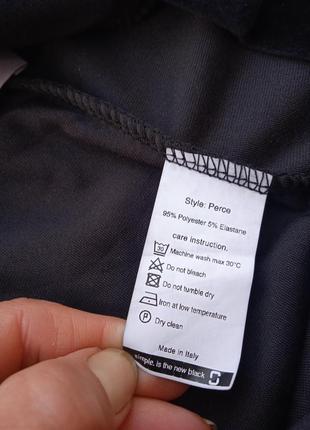 Style: Perce
95% Polyester 5% Elastane
care instruction.
30 Machine wash max 30°C
Do not bleach
Do not tumble dry
Iron at low temperature
P Dry clean
Made in Italy
simple. is the new black